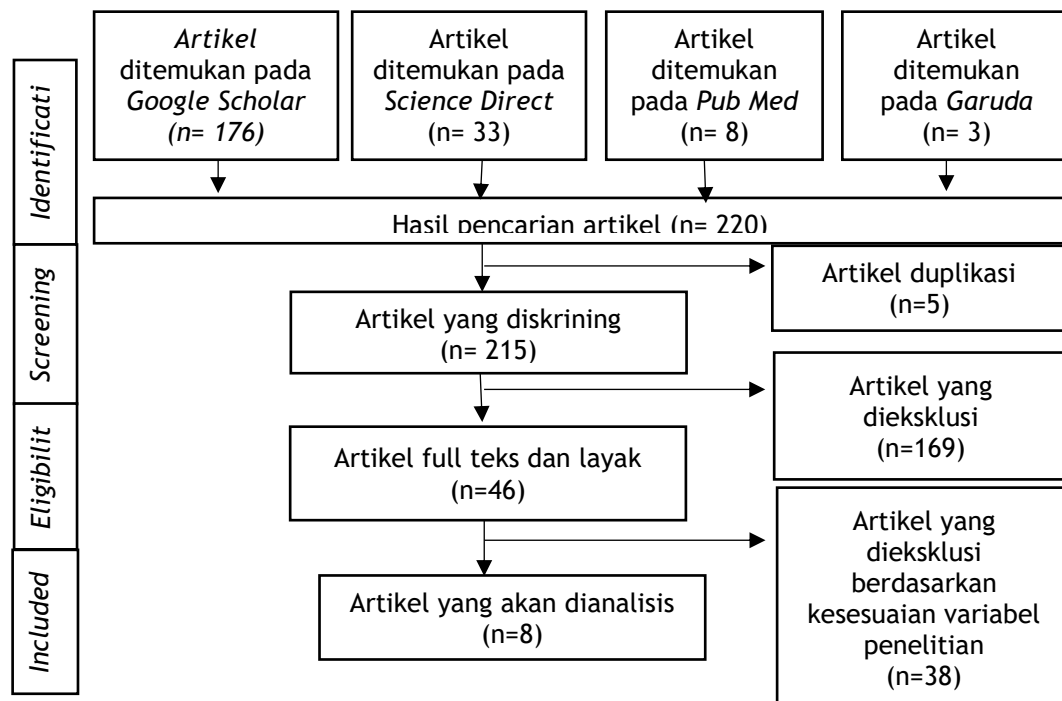 Identificati
Artikel
ditemukan pada
Google Scholar
(n= 176)
Artikel
ditemukan pada
Science Direct
(n= 33)
Artikel
ditemukan
pada Pub Med
(n= 8)
Artikel
ditemukan
pada Garuda
(n= 3)
Hasil pencarian artikel (n= 220)
Screening
Artikel duplikasi
(n=5)
Artikel yang diskrining
(n= 215)
Artikel yang
dieksklusi
(n=169)
Eligibilit
Artikel full teks dan layak
(n=46)
Artikel yang
dieksklusi
berdasarkan
kesesuaian variabel
penelitian
(n=38)
Included
Artikel yang akan dianalisis
(n=8)